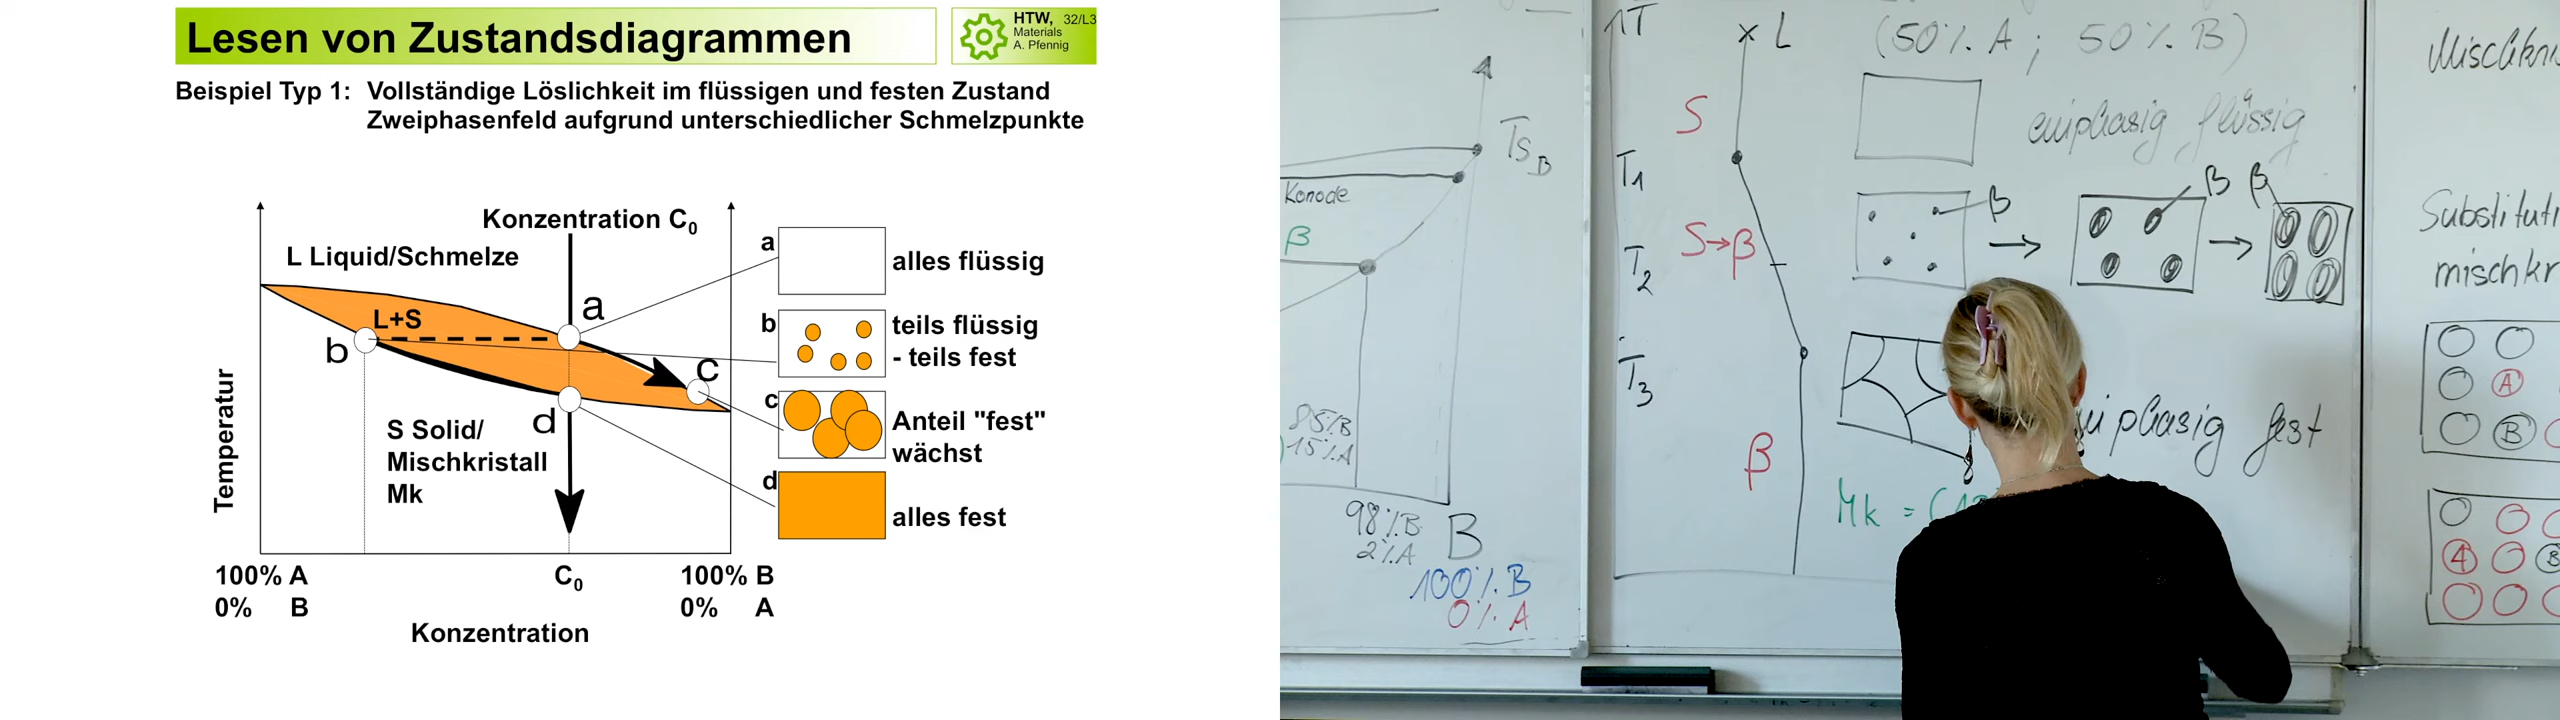 Lesen von Zustandsdiagrammen
HTW, 32/L3
Materials
A. Pfennig
Beispiel Typ 1: Vollständige Löslichkeit im flüssigen und festen Zustand
Zweiphasenfeld aufgrund unterschiedlicher Schmelzpunkte
Konzentration C0
L Liquid/Schmelze
a
b
c
d
L+S
S Solid/
Mischkristall
Mk
Temperatur
a
alles flüssig
b
teils flüssig
- teils fest
c
Anteil "fest"
wächst
d
alles fest
100% A
0% B
C0
100% B
0% A
Konzentration
TsB
Konode
β
85%B
15%A
98%B
2%A
B
100%B
0%A
T
x L
(50% A ; 50% B)
S
einphasig flüssig
T1
β
β
β
S→β
T2
T3
einphasig fest
β
Mk = (
Substituti
mischkr
A
B
A
B